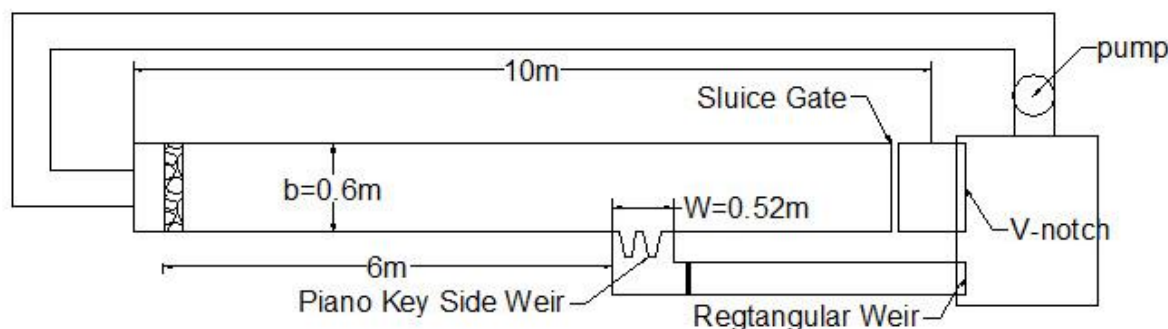 pump
10m
Sluice Gate
b=0.6m
W=0.52m
V-notch
6m
Piano Key Side Weir
Regtangular Weir